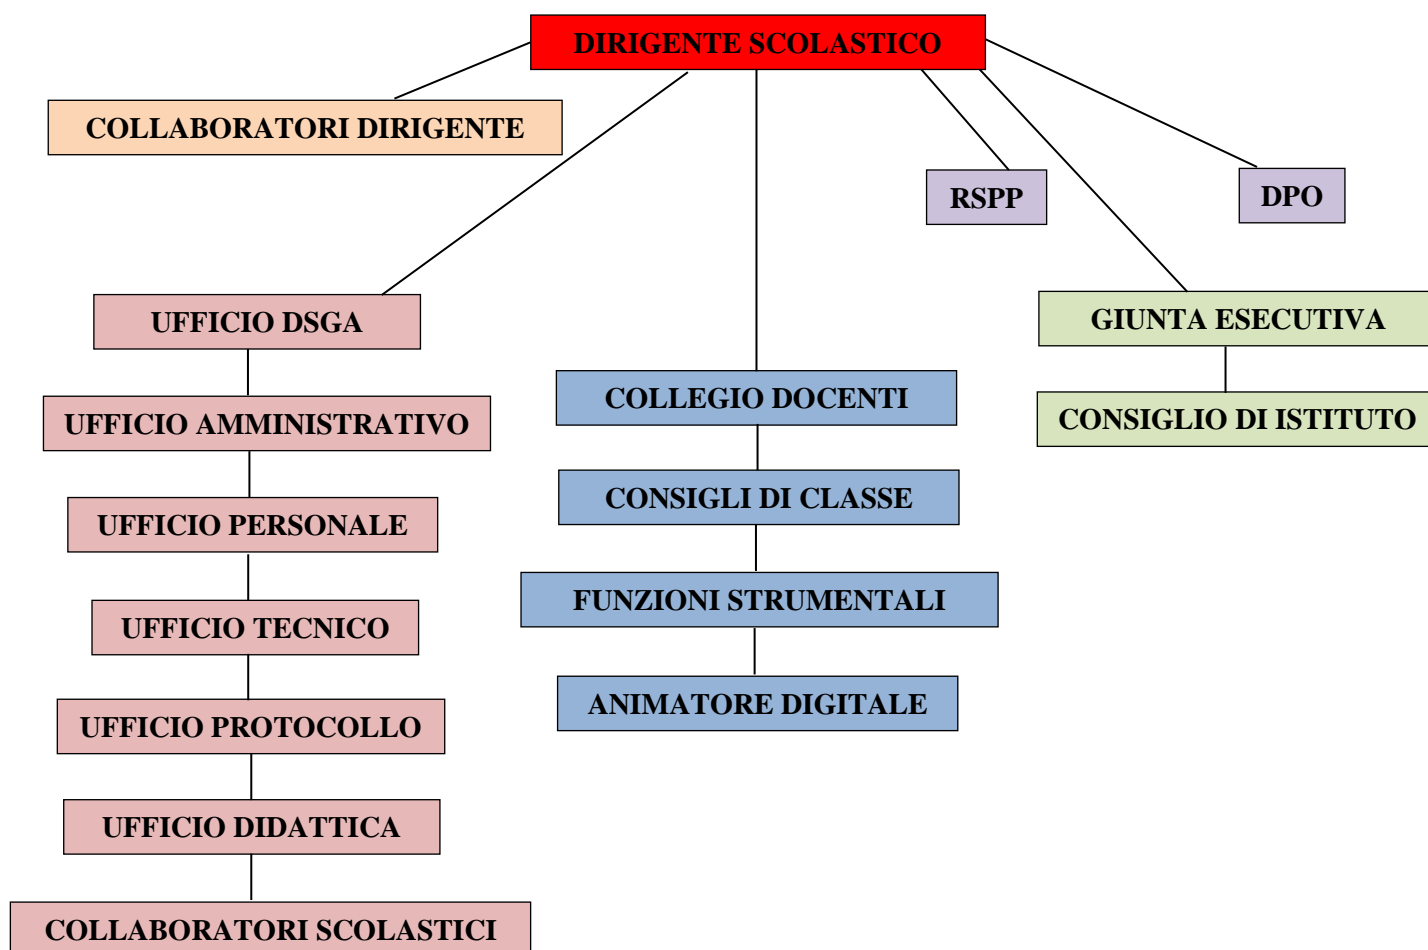 DIRIGENTE SCOLASTICO
COLLABORATORI DIRIGENTE
RSPP
DPO
UFFICIO DSGA
GIUNTA ESECUTIVA
COLLEGIO DOCENTI
UFFICIO AMMINISTRATIVO
CONSIGLIO DI ISTITUTO
CONSIGLI DI CLASSE
UFFICIO PERSONALE
FUNZIONI STRUMENTALI
UFFICIO TECNICO
ANIMATORE DIGITALE
UFFICIO PROTOCOLLO
UFFICIO DIDATTICA
COLLABORATORI SCOLASTICI